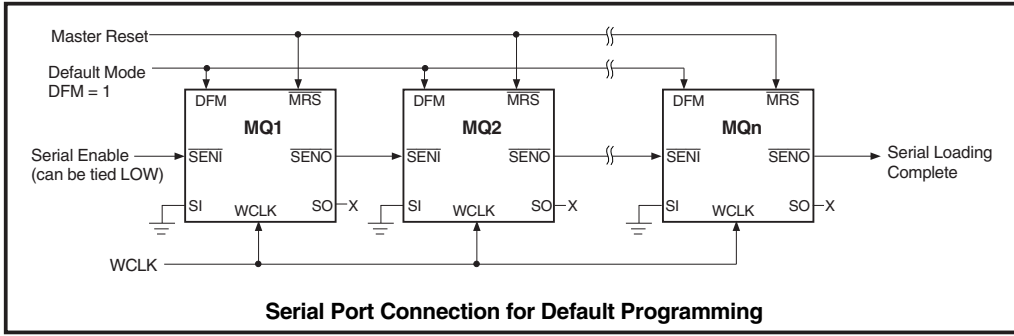 Master Reset
Default Mode
DFM = 1
DFM
MRS
DFM
MRS
DFM
MRS
MQ1
MQ2
MQn
Serial Enable
(can be tied LOW)
SENI
SENO
SENI
SENO
SENI
SENO
Serial Loading
Complete
SI
WCLK
SO
X
SI
WCLK
SO
X
SI
WCLK
SO
X
WCLK
Serial Port Connection for Default Programming